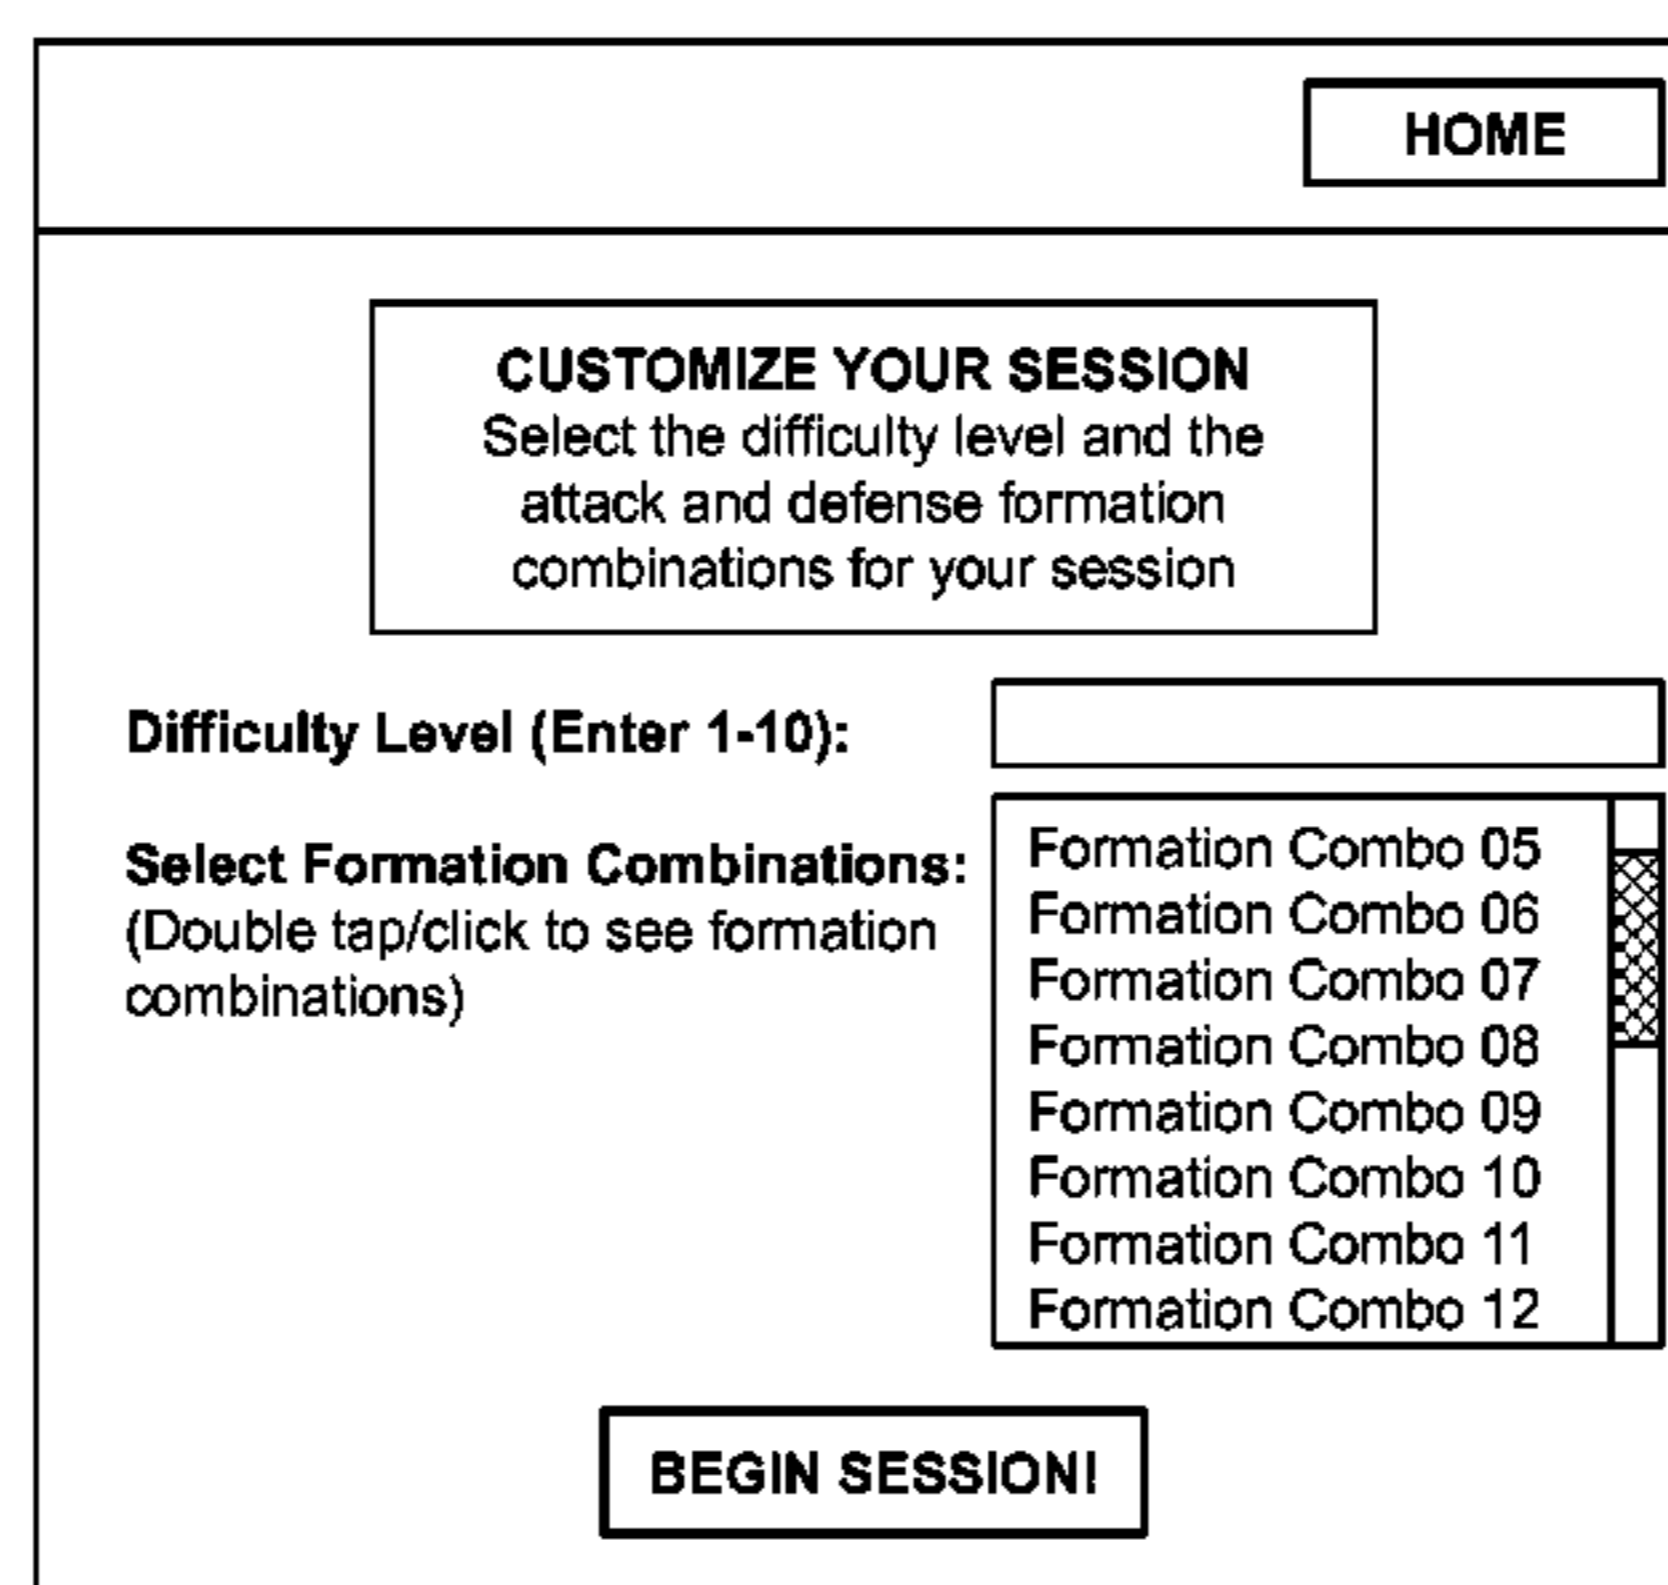 HOME
CUSTOMIZE YOUR SESSION
Select the difficulty level and the
attack and defense formation
combinations for your session
Difficulty Level (Enter 1-10):
Select Formation Combinations:
(Double tap/click to see formation
combinations)
Formation Combo 05
Formation Combo 06
Formation Combo 07
Formation Combo 08
Formation Combo 09
Formation Combo 10
Formation Combo 11
Formation Combo 12
BEGIN SESSION!